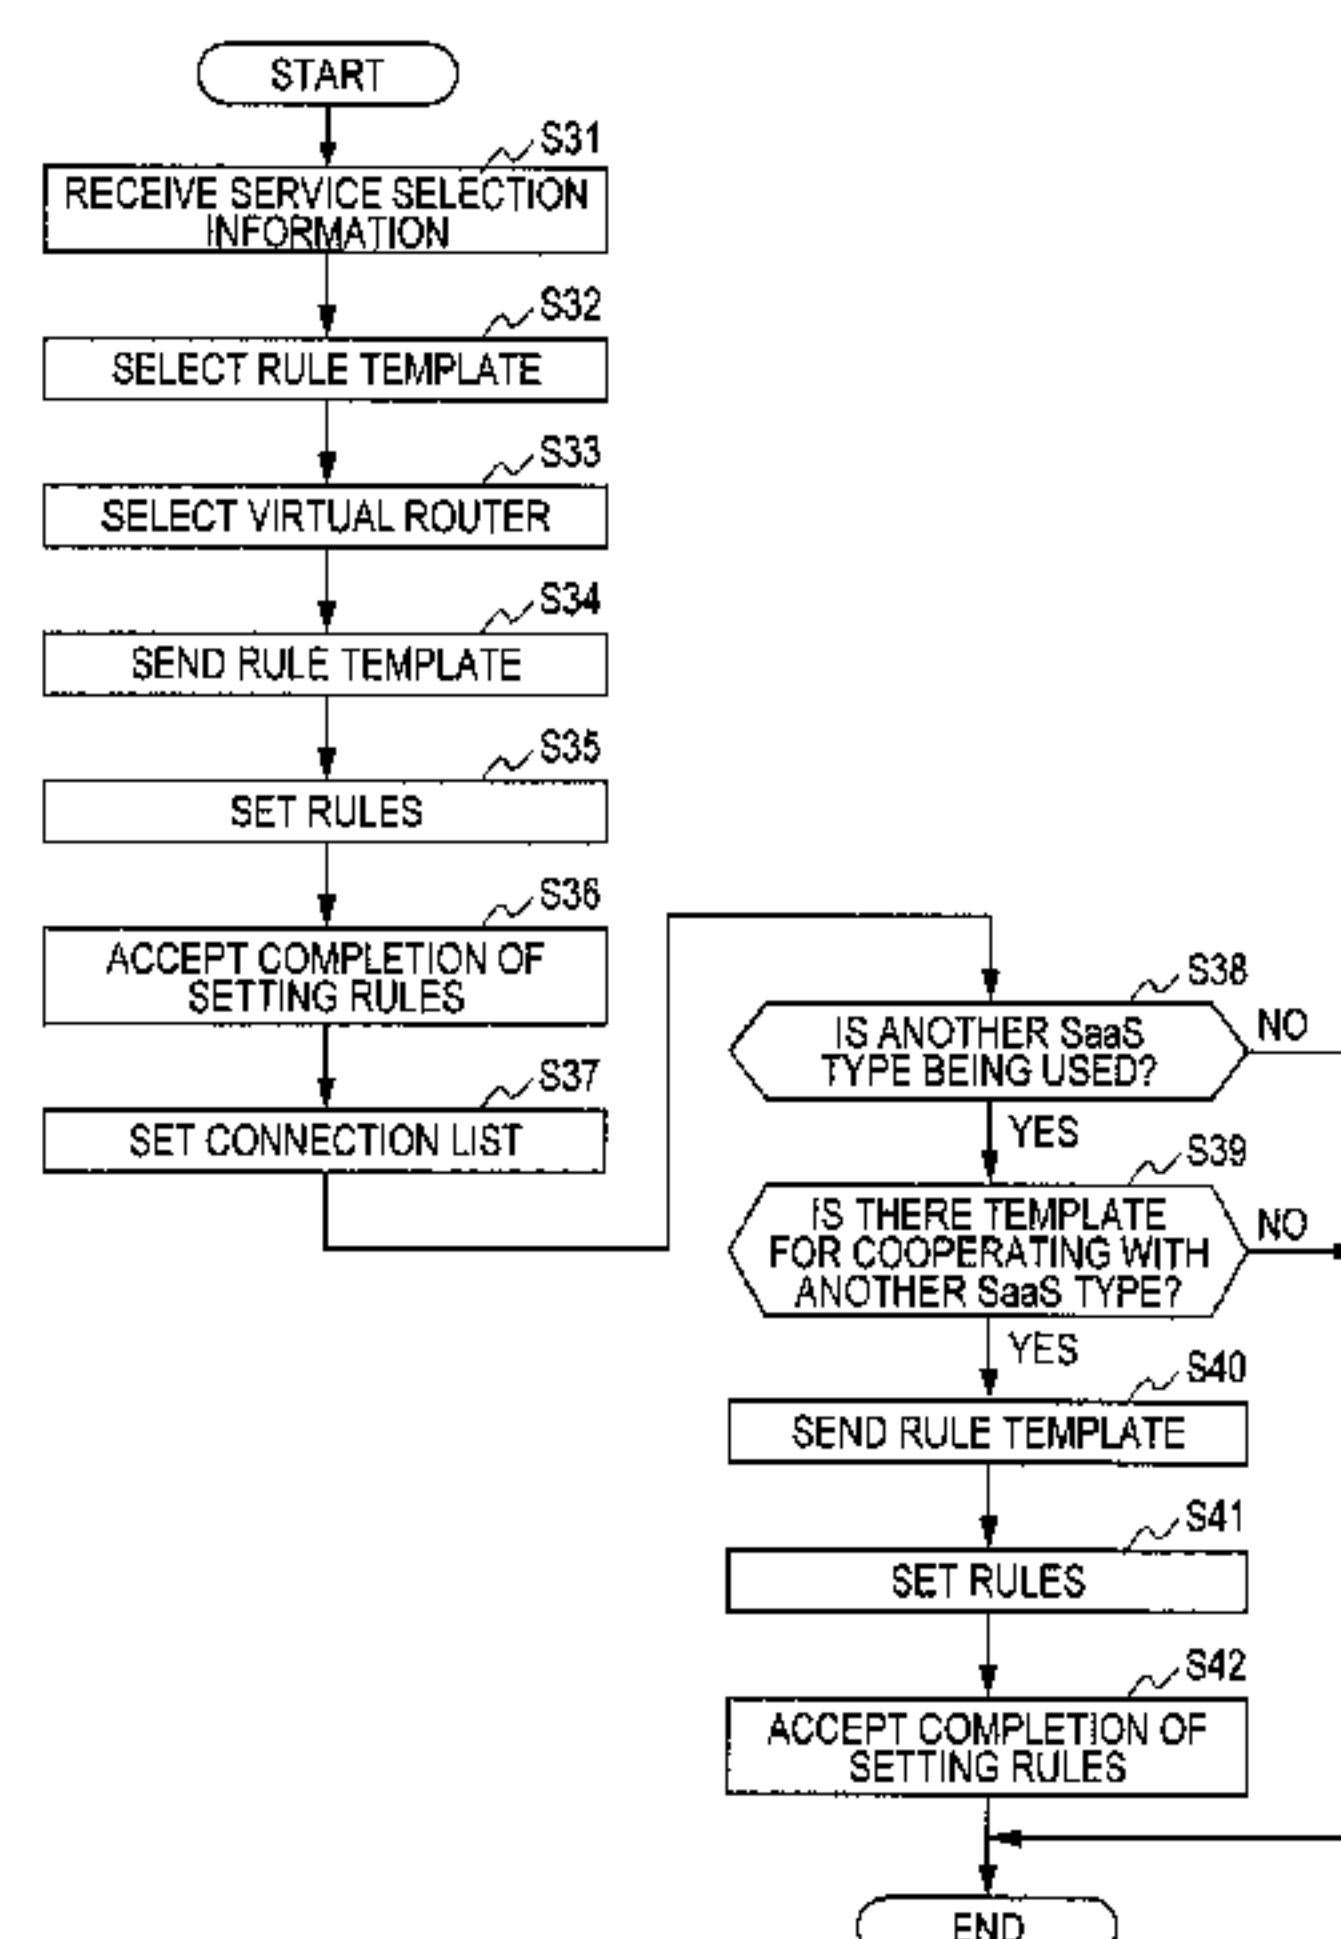 START
S31
RECEIVE SERVICE SELECTION
INFORMATION
S32
SELECT RULE TEMPLATE
S33
SELECT VIRTUAL ROUTER
S34
SEND RULE TEMPLATE
S35
SET RULES
S36
ACCEPT COMPLETION OF
SETTING RULES
S37
SET CONNECTION LIST
S38
IS ANOTHER SaaS
TYPE BEING USED?
NO
YES
S39
IS THERE TEMPLATE
FOR COOPERATING WITH
ANOTHER SaaS TYPE?
NO
YES
S40
SEND RULE TEMPLATE
S41
SET RULES
S42
ACCEPT COMPLETION OF
SETTING RULES
END